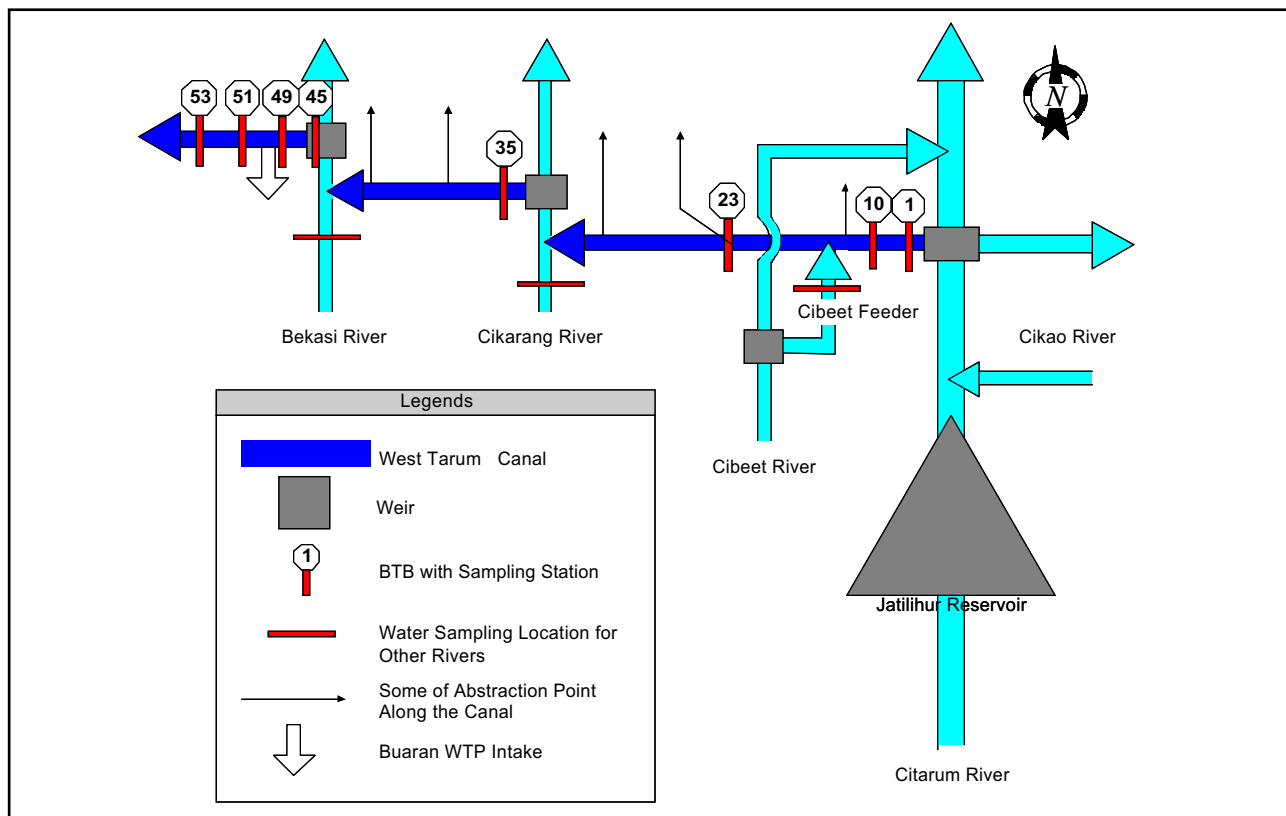 53
51
49
45
35
23
10
1
N
Bekasi River
Cikarang River
Cibeet Feeder
Cikao River
Cibeet River
Jatilihur Reservoir
Citarum River
Legends
West Tarum Canal
Weir
1
BTB with Sampling Station
Water Sampling Location for
Other Rivers
Some of Abstraction Point
Along the Canal
Buaran WTP Intake